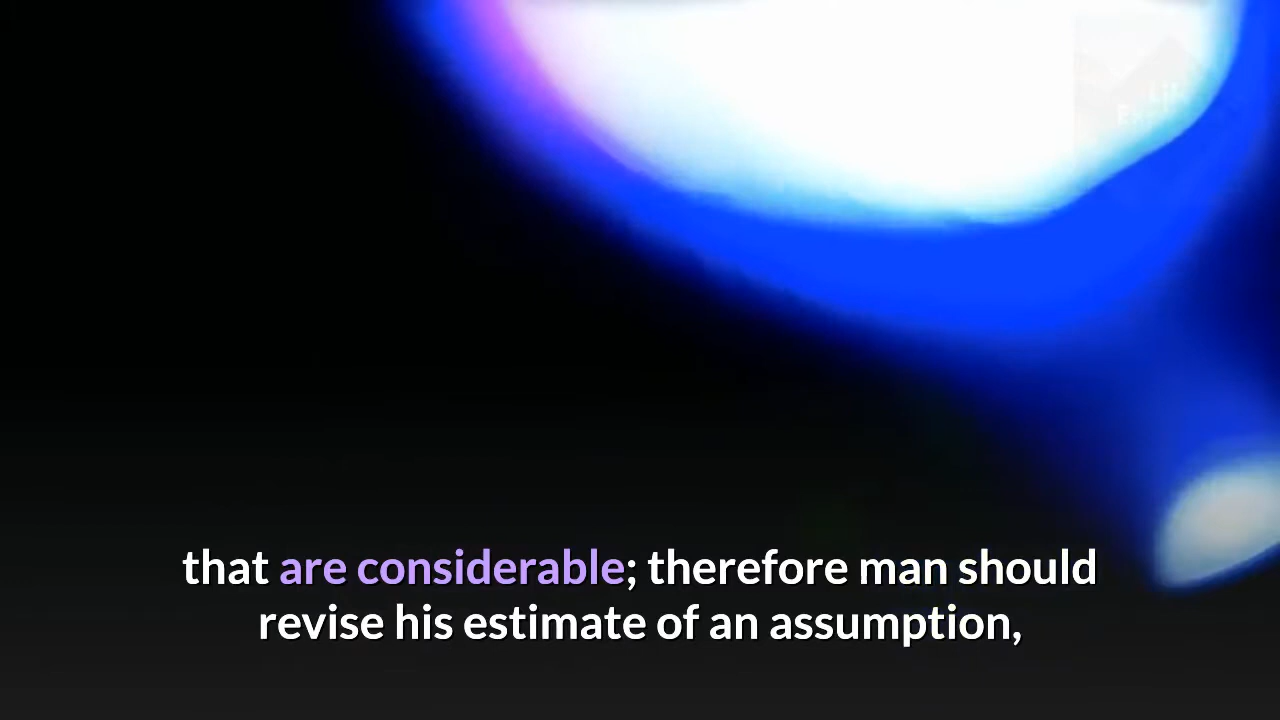 that are considerable; therefore man should
revise his estimate of an assumption,